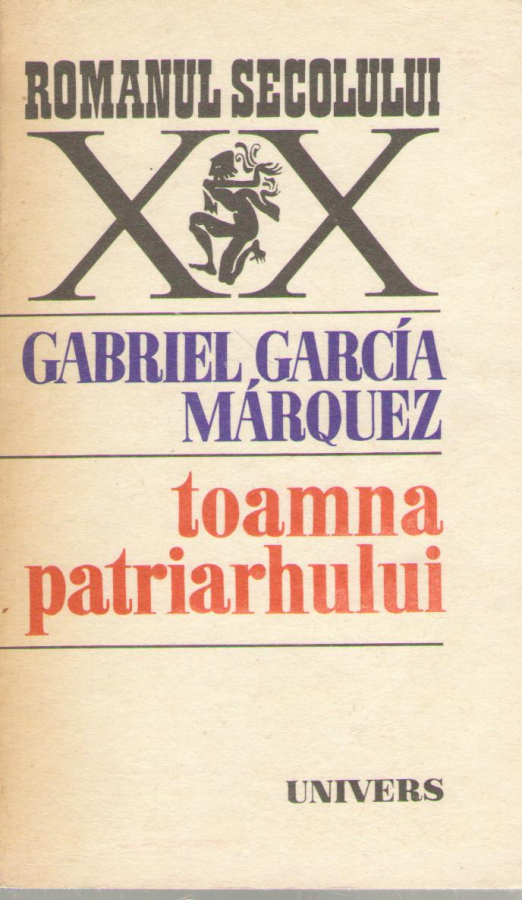 ROMANUL SECOLULUI
XX
GABRIEL GARCÍA
MÁRQUEZ
toamna
patriarhului
UNIVERS